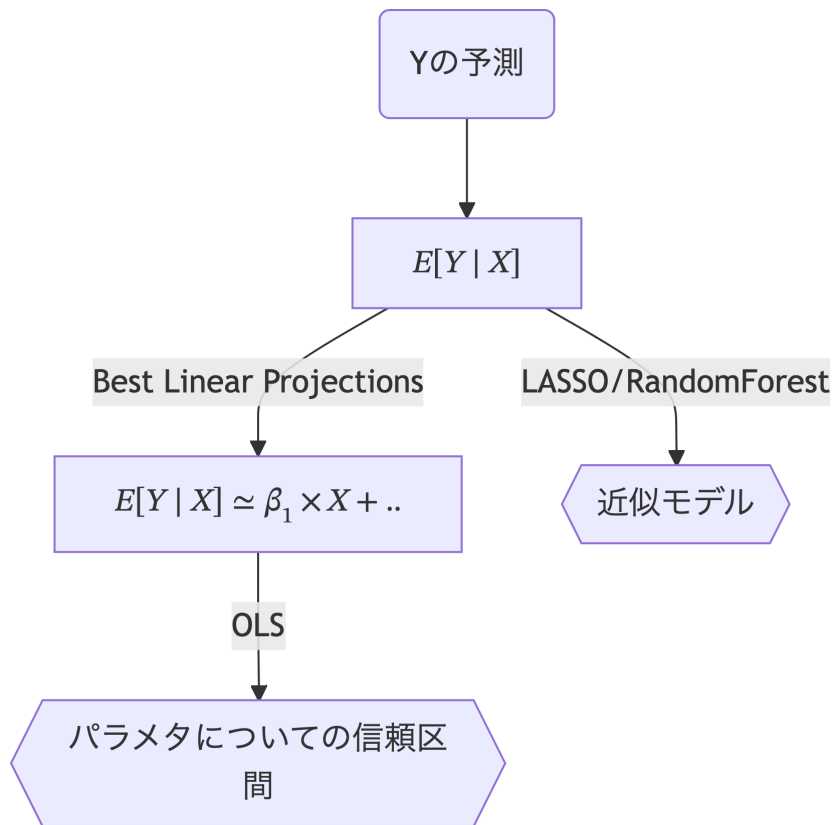 Yの予測
E[Y | X]
Best Linear Projections
LASSO/RandomForest
E[Y | X] ≃ β₁ × X + ..
近似モデル
OLS
パラメタについての信頼区
間